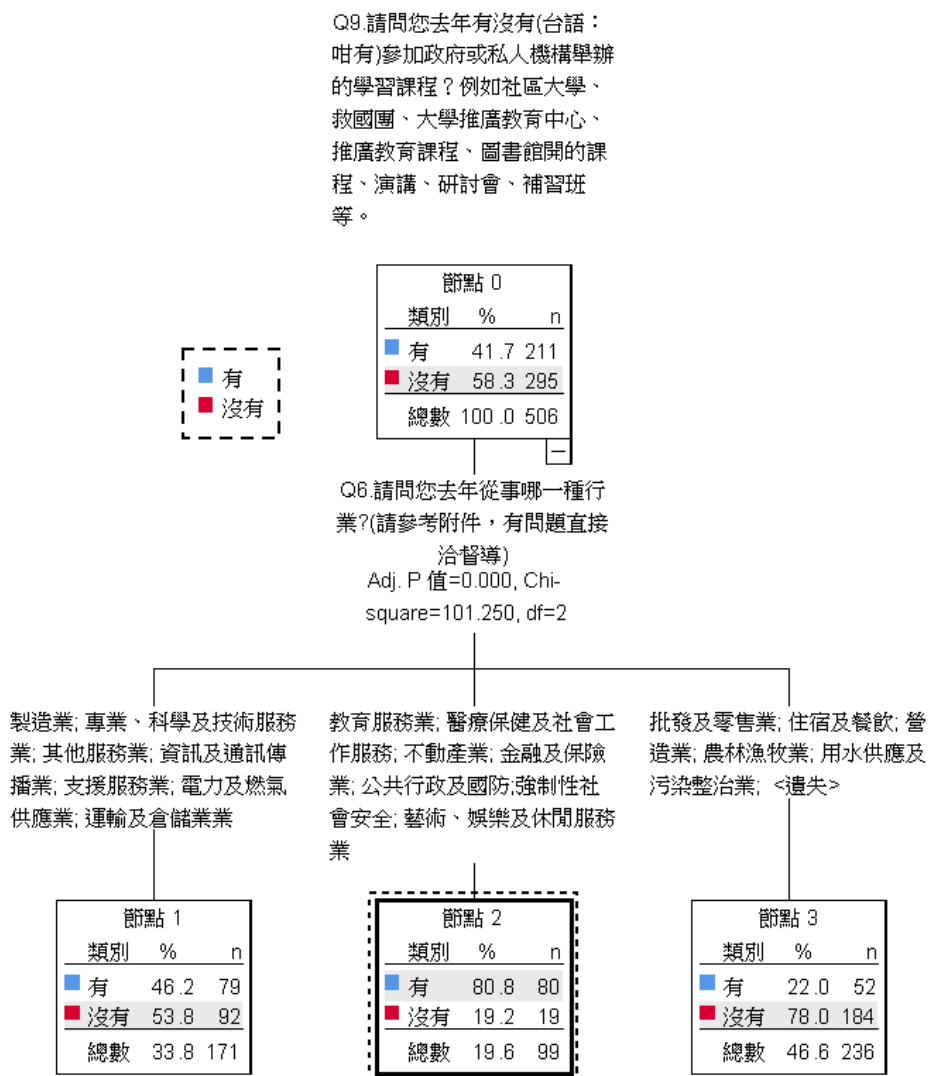 Q9.請問您去年有沒有(台語：
咁有)參加政府或私人機構舉辦
的學習課程？例如社區大學、
救國團、大學推廣教育中心、
推廣教育課程、圖書館開的課
程、演講、研討會、補習班
等。
節點 0
類別 % n
有 41.7 211
沒有 58.3 295
總數 100.0 506
有
沒有
Q6.請問您去年從事哪一種行
業?(請參考附件，有問題直接
洽督導)
Adj. P 值=0.000, Chi-
square=101.250, df=2
製造業; 專業、科學及技術服務
業; 其他服務業; 資訊及通訊傳
播業; 支援服務業; 電力及燃氣
供應業; 運輸及倉儲業業
節點 1
類別 % n
有 46.2 79
沒有 53.8 92
總數 33.8 171
教育服務業; 醫療保健及社會工
作服務; 不動產業; 金融及保險
業; 公共行政及國防;強制性社
會安全; 藝術、娛樂及休閒服務
業
節點 2
類別 % n
有 80.8 80
沒有 19.2 19
總數 19.6 99
批發及零售業; 住宿及餐飲; 營
造業; 農林漁牧業; 用水供應及
污染整治業; <遺失>
節點 3
類別 % n
有 22.0 52
沒有 78.0 184
總數 46.6 236